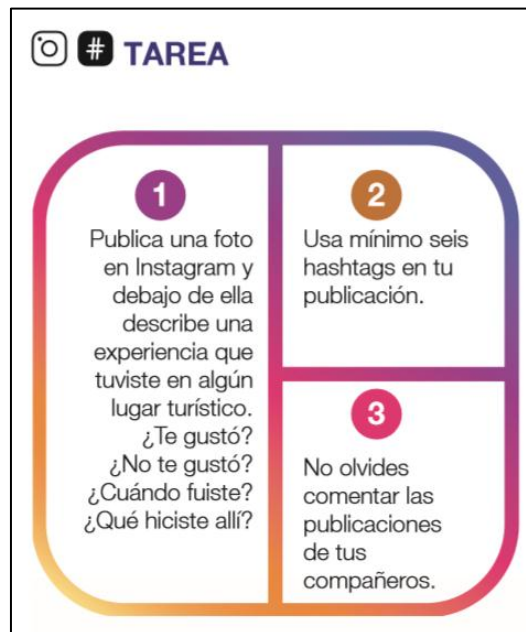 # TAREA
1
Publica una foto
en Instagram y
debajo de ella
describe una
experiencia que
tuviste en algún
lugar turístico.
¿Te gustó?
¿No te gustó?
¿Cuándo fuiste?
¿Qué hiciste allí?
2
Usa mínimo seis
hashtags en tu
publicación.
3
No olvides
comentar las
publicaciones
de tus
compañeros.